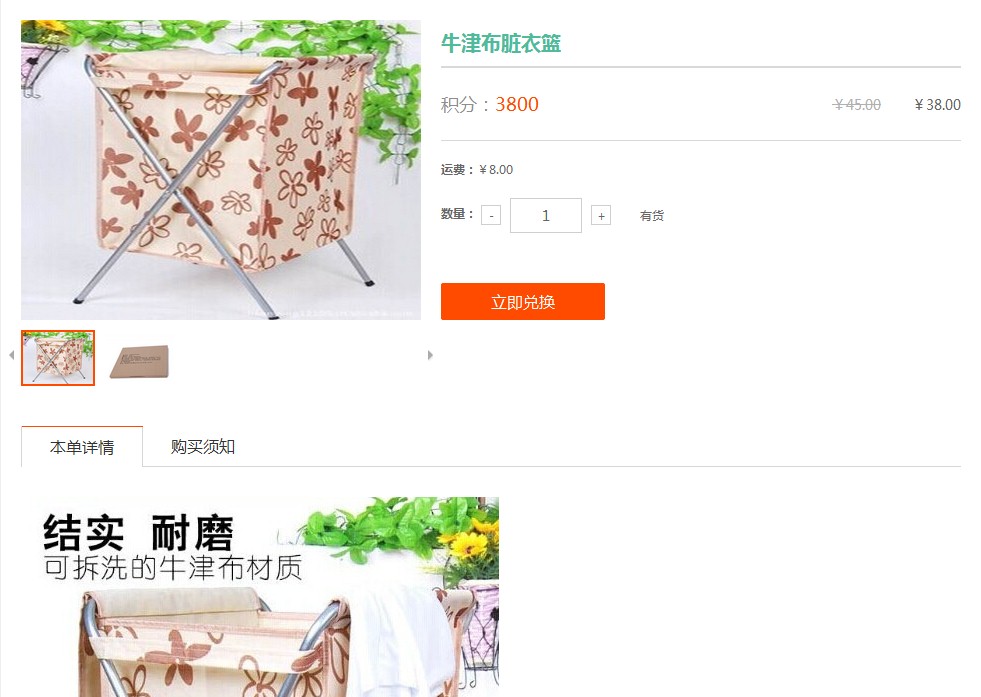 牛津布脏衣篮
积分：3800 ￥45.00 ￥38.00
运费：￥8.00
数量： - 1 + 有货
立即兑换
本单详情 购买须知
结实 耐磨
可拆洗的牛津布材质